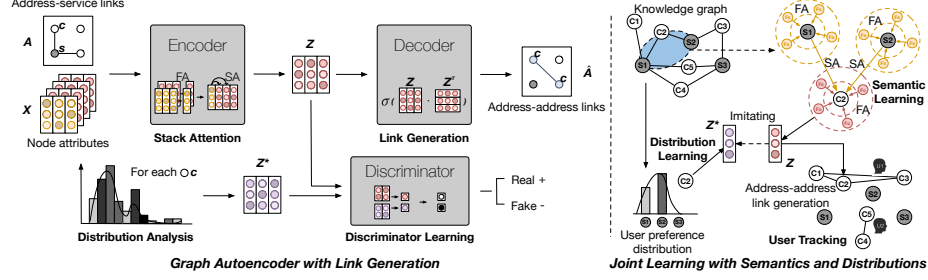 Address-service links
A
c
s
X
Node attributes
Encoder
FA
SA
Stack Attention
Z
Decoder
σ( Z · Zᵀ )
Link Generation
c
c
Â
Address-address links
For each c
Distribution Analysis
Z*
Discriminator
Discriminator Learning
Real +
Fake -
Graph Autoencoder with Link Generation
Knowledge graph
C1
C2
S2
S1
C5
S3
C4
FA
FA
S1
S2
SA
SA
C2
FA
Semantic
Learning
Distribution
Learning
Z*
Imitating
Z
C2
S1
S2
S3
User preference
distribution
Address-address
link generation
C1
C2
C3
S2
S1
S3
C5
C4
User Tracking
Joint Learning with Semantics and Distributions